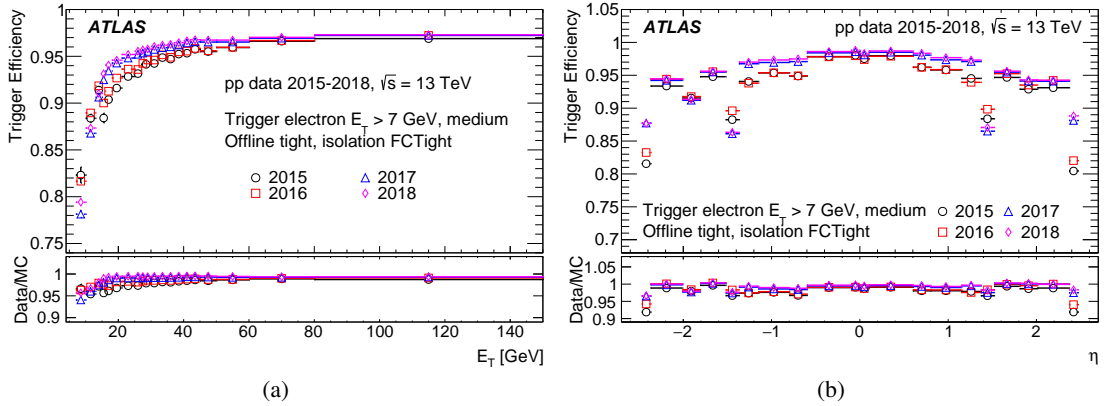 ATLAS
pp data 2015-2018, √s = 13 TeV
Trigger electron E_T > 7 GeV, medium
Offline tight, isolation FCTight
2015 2017
2016 2018
Trigger Efficiency
1.05
1
0.95
0.9
0.85
0.8
0.75
Data/MC
1
0.95
0.9
20 40 60 80 100 120 140
E_T [GeV]
(a)
ATLAS pp data 2015-2018, √s = 13 TeV
Trigger electron E_T > 7 GeV, medium
Offline tight, isolation FCTight
2015 2017
2016 2018
Trigger Efficiency
1.05
1
0.95
0.9
0.85
0.8
0.75
0.7
Data/MC
1.05
1.00
0.95
0.9
−2 −1 0 1 2
η
(b)